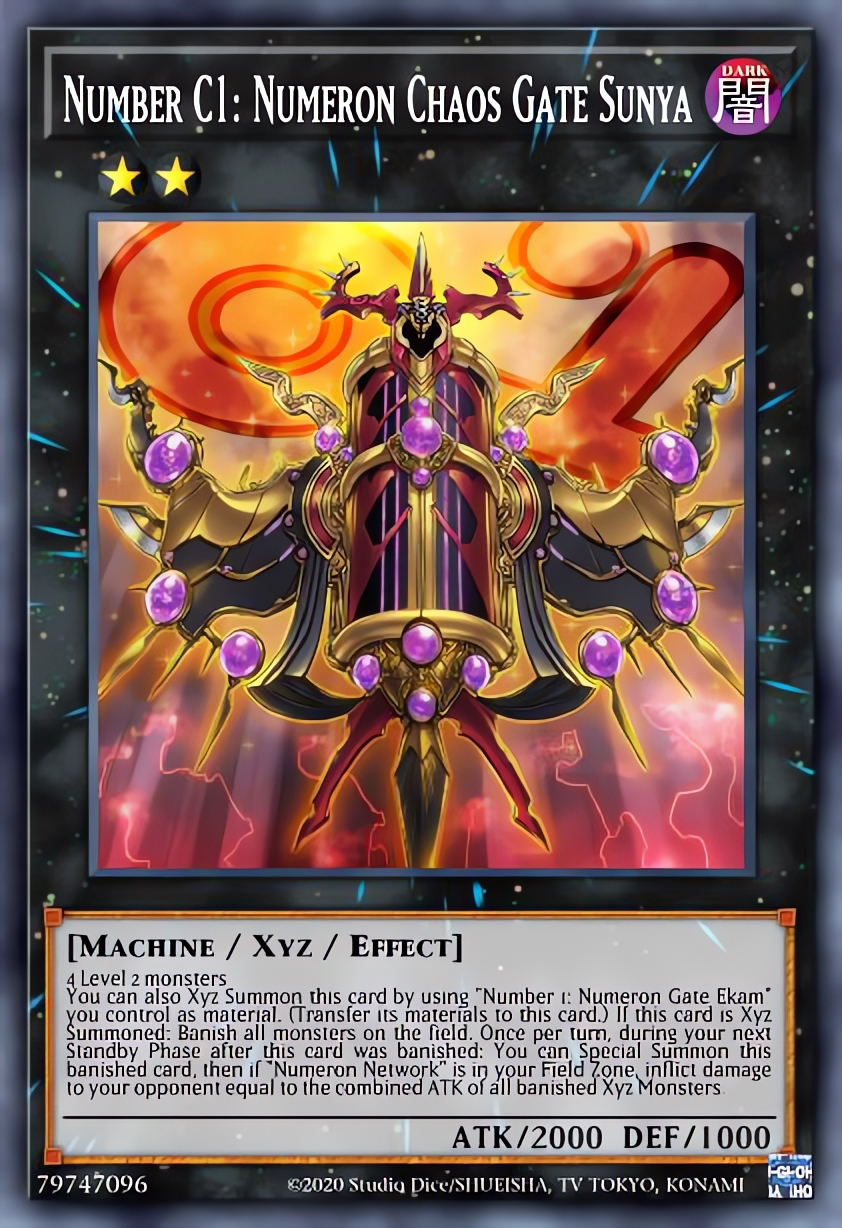 NUMBER C1: NUMERON CHAOS GATE SUNYA
DARK
闇
[MACHINE / XYZ / EFFECT]
4 Level 2 monsters
You can also Xyz Summon this card by using "Number 1: Numeron Gate Ekam"
you control as material. (Transfer its materials to this card.) If this card is Xyz
Summoned: Banish all monsters on the field. Once per turn, during your next
Standby Phase after this card was banished: You can Special Summon this
banished card, then if "Numeron Network" is in your Field Zone, inflict damage
to your opponent equal to the combined ATK of all banished Xyz Monsters.
ATK/2000 DEF/1000
79747096
©2020 Studio Dice/SHUEISHA, TV TOKYO, KONAMI